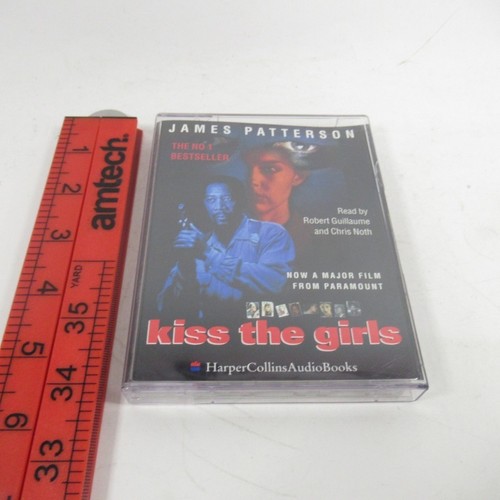 JAMES PATTERSON
THE NO·1
BESTSELLER
Read by
Robert Guillaume
and Chris Noth
NOW A MAJOR FILM
FROM PARAMOUNT
kiss the girls
HarperCollinsAudioBooks
amtech
1
2
3
4
5
6
YARD
35
34
33